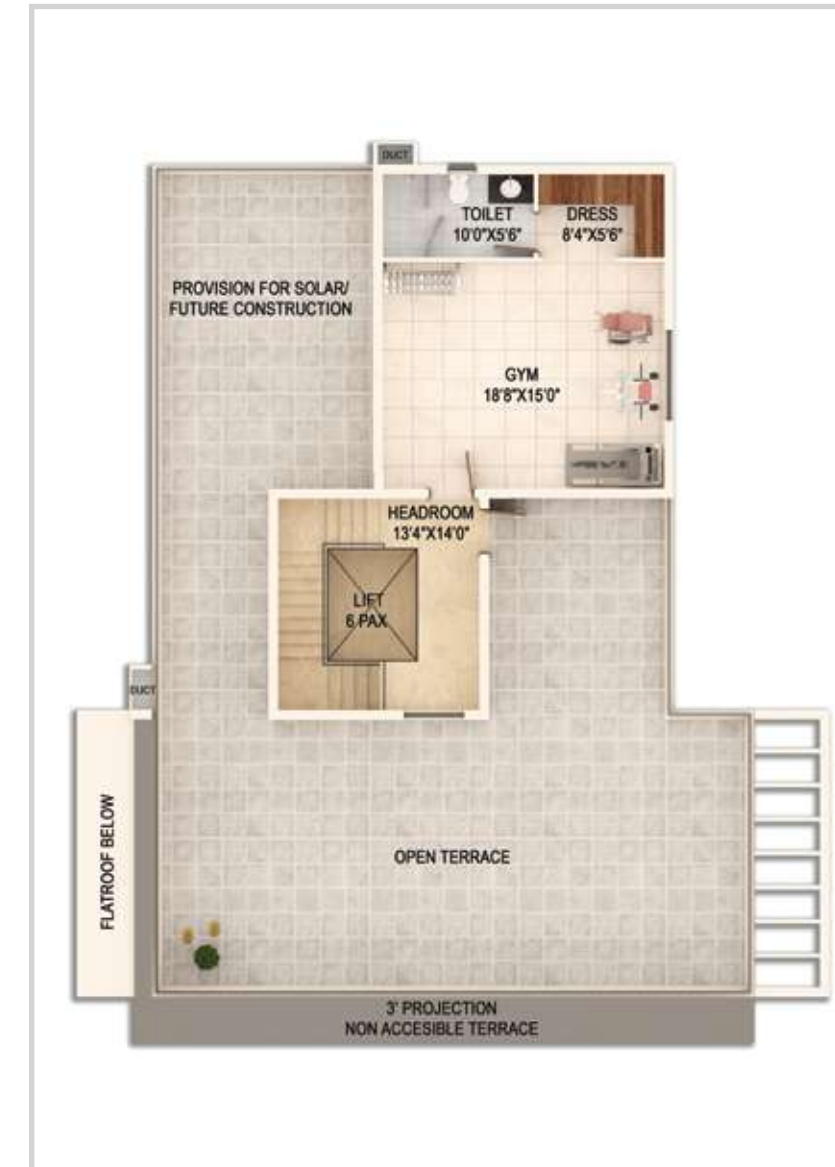 DUCT
TOILET
10'0"X5'6"
DRESS
8'4"X5'6"
PROVISION FOR SOLAR/
FUTURE CONSTRUCTION
GYM
18'8"X15'0"
HEADROOM
13'4"X14'0"
LIFT
6 PAX
DUCT
FLATROOF BELOW
OPEN TERRACE
3' PROJECTION
NON ACCESIBLE TERRACE